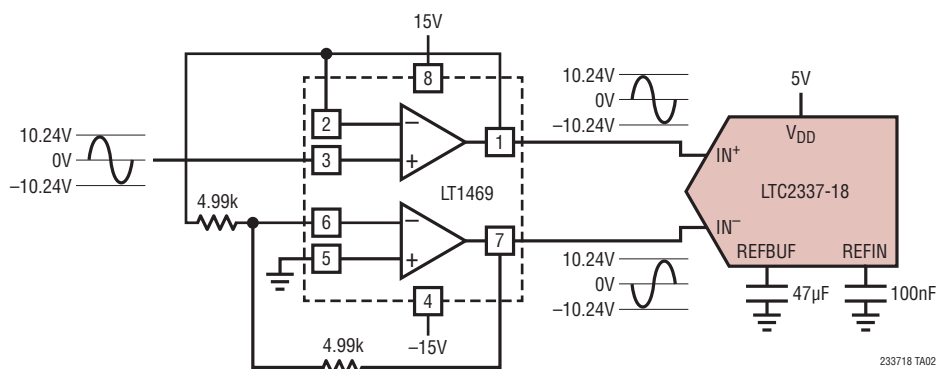 15V
8
10.24V
0V
–10.24V
5V
10.24V
0V
–10.24V
2
–
3
+
1
LT1469
VDD
IN+
LTC2337-18
IN–
REFBUF
REFIN
4.99k
6
–
5
+
7
4
–15V
10.24V
0V
–10.24V
47µF
100nF
4.99k
233718 TA02